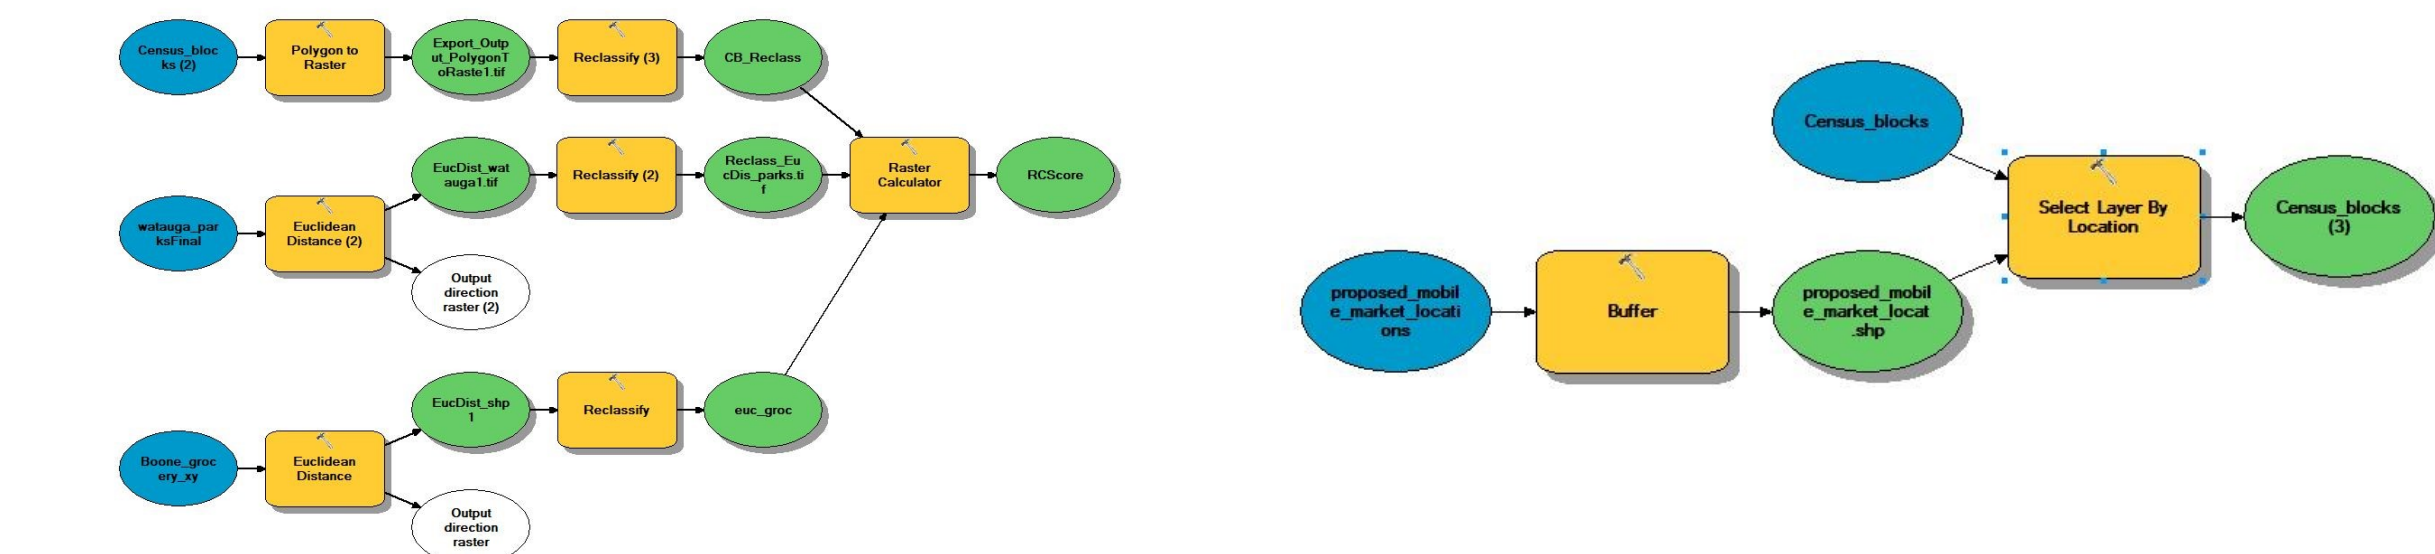 Census_bloc
ks (2)
Polygon to
Raster
Export_Outp
ut_PolygonT
oRaste1.tif
Reclassify (3)
CB_Reclass
watauga_par
ksFinal
Euclidean
Distance (2)
EucDist_wat
auga1.tif
Reclassify (2)
Reclass_Eu
cDis_parks.ti
f
Raster
Calculator
RCScore
Output
direction
raster (2)
Boone_groc
ery_xy
Euclidean
Distance
EucDist_shp
1
Reclassify
euc_groc
Output
direction
raster
Census_blocks
proposed_mobil
e_market_locati
ons
Buffer
proposed_mobil
e_market_locat
.shp
Select Layer By
Location
Census_blocks
(3)